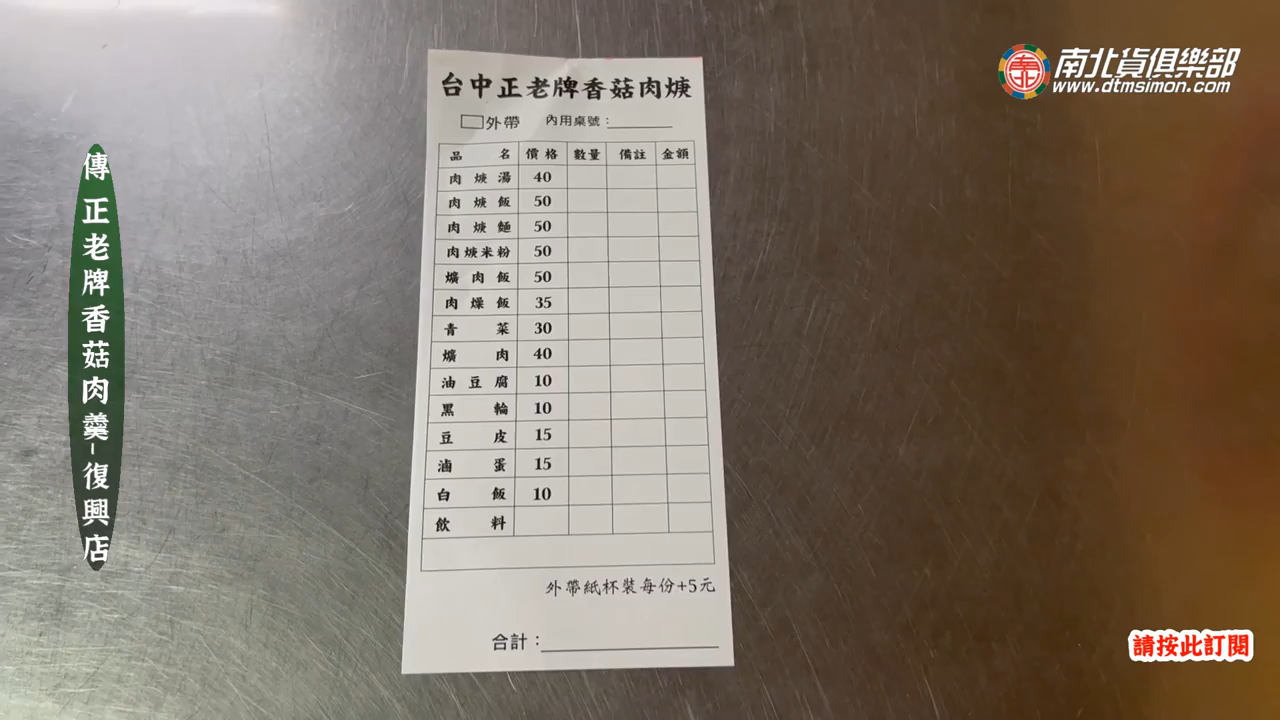 南北貨俱樂部
www.dtmsimon.com
傳 正老牌香菇肉羹-復興店
台中正老牌香菇肉焿
外帶 內用桌號：
品名 價格 數量 備註 金額
肉焿湯 40
肉焿飯 50
肉焿麵 50
肉焿米粉 50
爌肉飯 50
肉燥飯 35
青菜 30
爌肉 40
油豆腐 10
黑輪 10
豆皮 15
滷蛋 15
白飯 10
飲料
外帶紙杯裝每份+5元
合計：
請按此訂閱